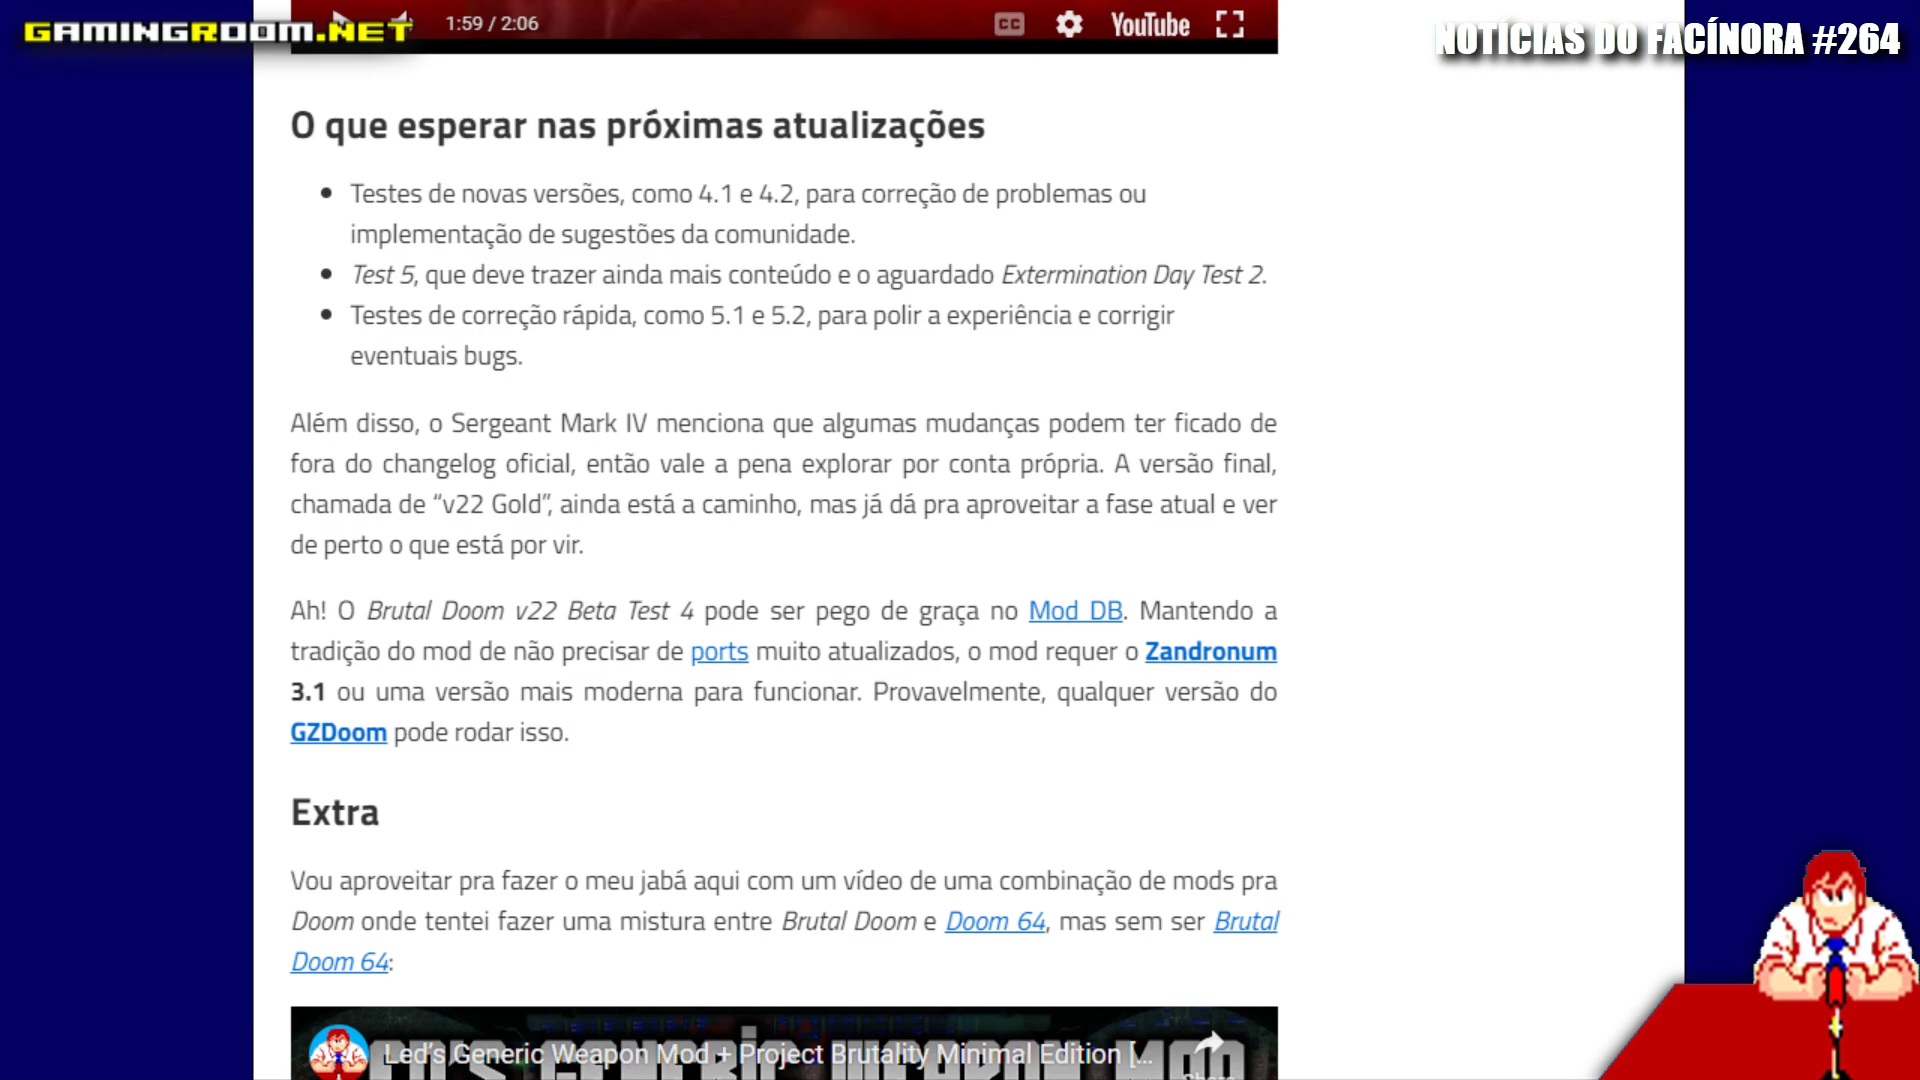 GAMINGROOM.NET
1:59 / 2:06
CC
YouTube
NOTÍCIAS DO FACÍNORA #264
O que esperar nas próximas atualizações
Testes de novas versões, como 4.1 e 4.2, para correção de problemas ou
implementação de sugestões da comunidade.
Test 5, que deve trazer ainda mais conteúdo e o aguardado Extermination Day Test 2.
Testes de correção rápida, como 5.1 e 5.2, para polir a experiência e corrigir
eventuais bugs.
Além disso, o Sergeant Mark IV menciona que algumas mudanças podem ter ficado de
fora do changelog oficial, então vale a pena explorar por conta própria. A versão final,
chamada de “v22 Gold”, ainda está a caminho, mas já dá pra aproveitar a fase atual e ver
de perto o que está por vir.
Ah! O Brutal Doom v22 Beta Test 4 pode ser pego de graça no Mod DB. Mantendo a
tradição do mod de não precisar de ports muito atualizados, o mod requer o Zandronum
3.1 ou uma versão mais moderna para funcionar. Provavelmente, qualquer versão do
GZDoom pode rodar isso.
Extra
Vou aproveitar pra fazer o meu jabá aqui com um vídeo de uma combinação de mods pra
Doom onde tentei fazer uma mistura entre Brutal Doom e Doom 64, mas sem ser Brutal
Doom 64:
Led's Generic Weapon Mod + Project Brutality Minimal Edition [...
Share